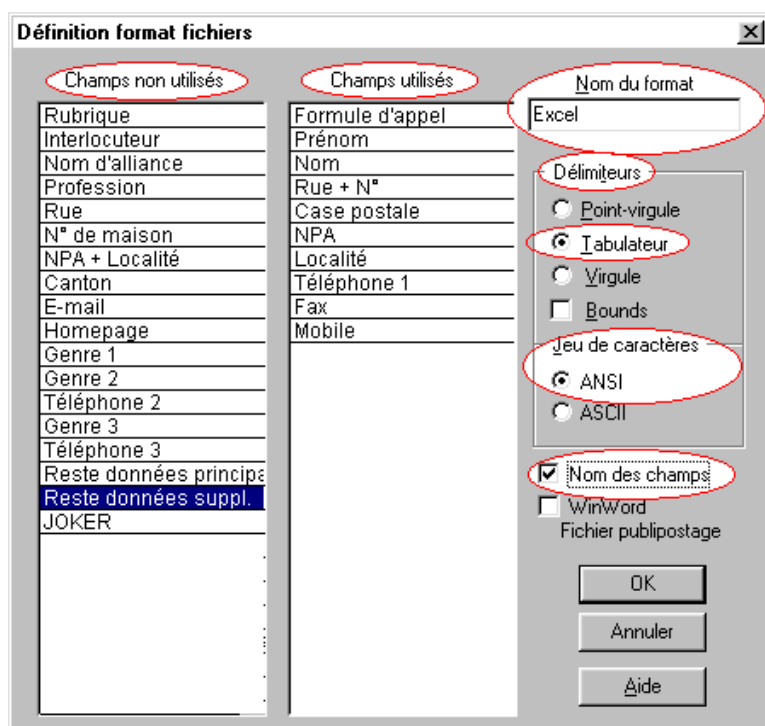 Définition format fichiers
Champs non utilisés
Rubrique
Interlocuteur
Nom d'alliance
Profession
Rue
N° de maison
NPA + Localité
Canton
E-mail
Homepage
Genre 1
Genre 2
Téléphone 2
Genre 3
Téléphone 3
Reste données principa
Reste données suppl.
JOKER
Champs utilisés
Formule d'appel
Prénom
Nom
Rue + N°
Case postale
NPA
Localité
Téléphone 1
Fax
Mobile
Nom du format
Excel
Délimiteurs
Point-virgule
Tabulateur
Virgule
Bounds
Jeu de caractères
ANSI
ASCII
Nom des champs
WinWord
Fichier publipostage
OK
Annuler
Aide